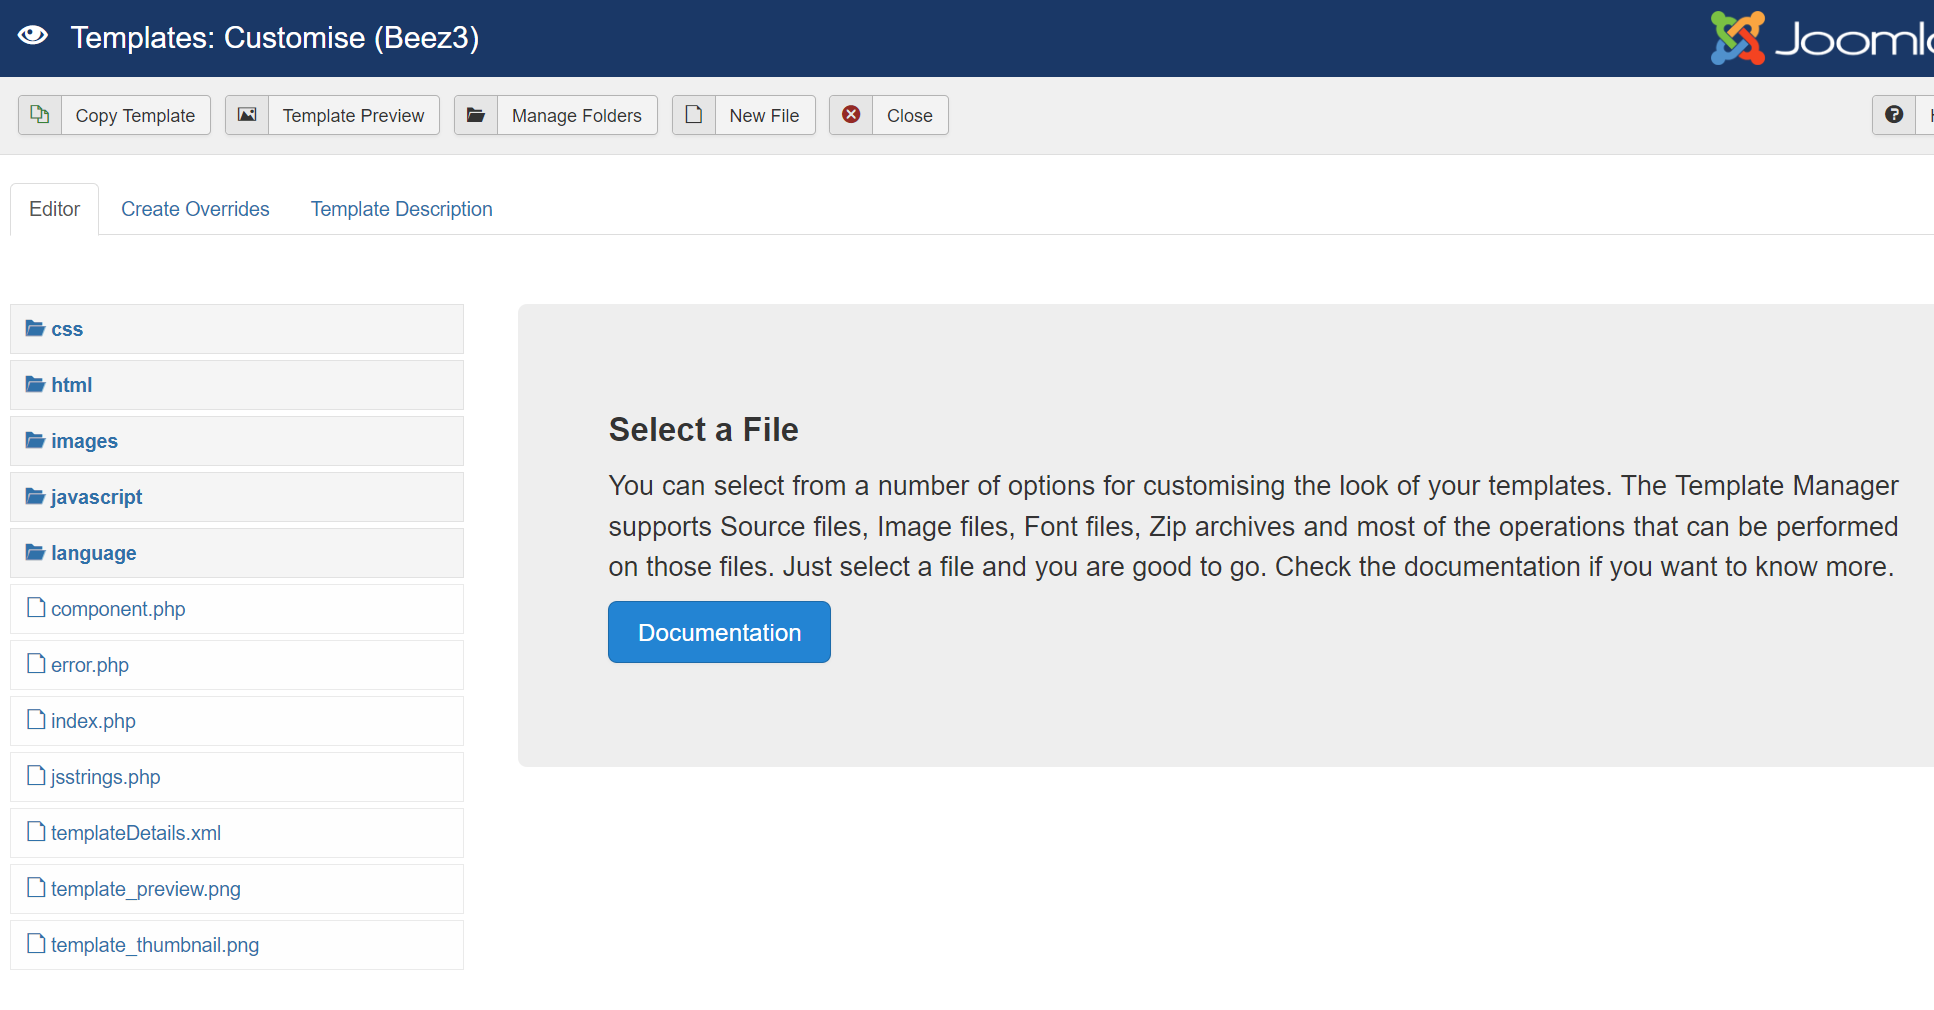 Templates: Customise (Beez3)
Copy Template
Template Preview
Manage Folders
New File
Close
Editor
Create Overrides
Template Description
css
html
images
javascript
language
component.php
error.php
index.php
jsstrings.php
templateDetails.xml
template_preview.png
template_thumbnail.png
Select a File
You can select from a number of options for customising the look of your templates. The Template Manager
supports Source files, Image files, Font files, Zip archives and most of the operations that can be performed
on those files. Just select a file and you are good to go. Check the documentation if you want to know more.
Documentation